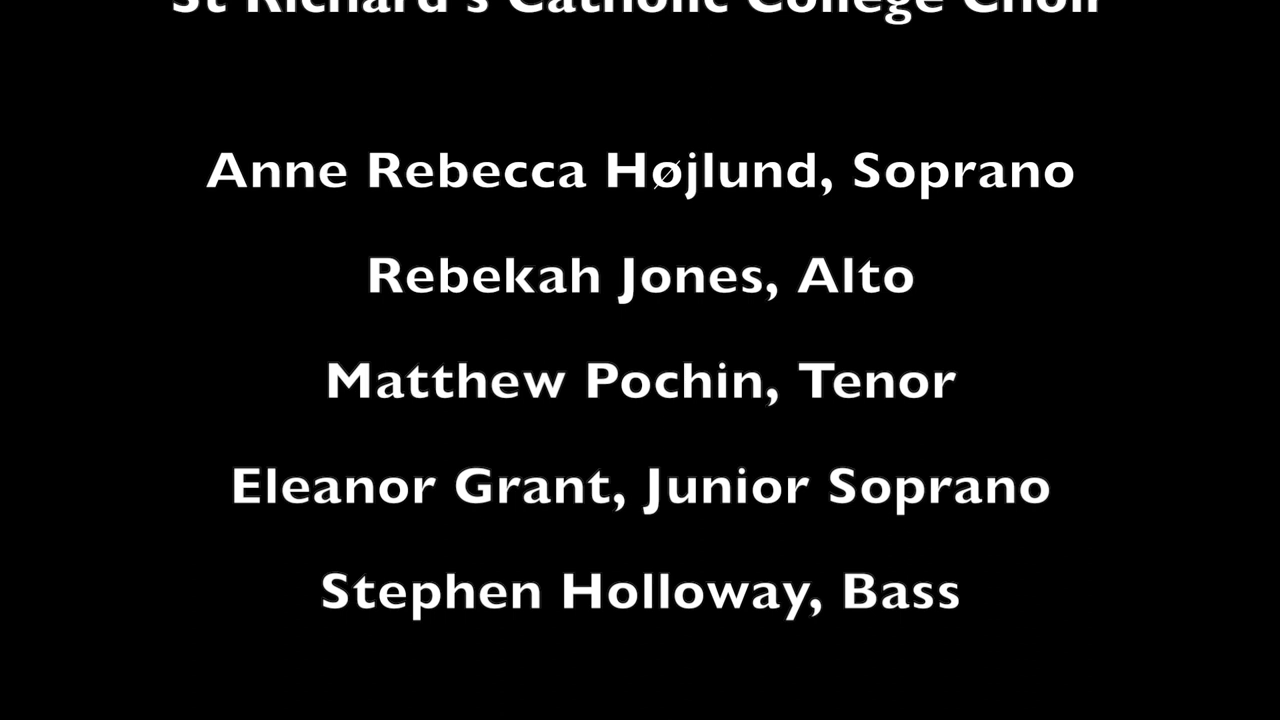 St Richard's Catholic College Choir
Anne Rebecca Højlund, Soprano
Rebekah Jones, Alto
Matthew Pochin, Tenor
Eleanor Grant, Junior Soprano
Stephen Holloway, Bass